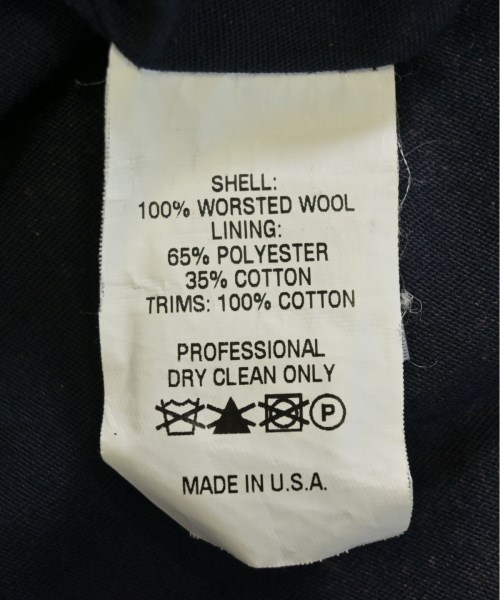 SHELL:
100% WORSTED WOOL
LINING:
65% POLYESTER
35% COTTON
TRIMS: 100% COTTON
PROFESSIONAL
DRY CLEAN ONLY
P
MADE IN U.S.A.